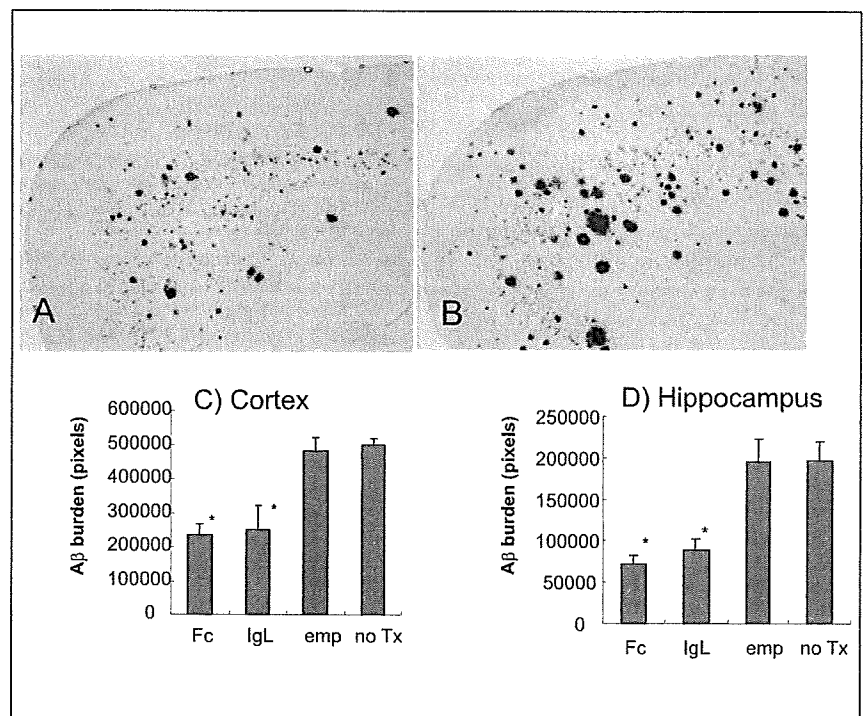 A
B
C) Cortex
Aβ burden (pixels)
600000
500000
400000
300000
200000
100000
0
*
*
Fc IgL emp no Tx
D) Hippocampus
Aβ burden (pixels)
250000
200000
150000
100000
50000
0
*
*
Fc IgL emp no Tx